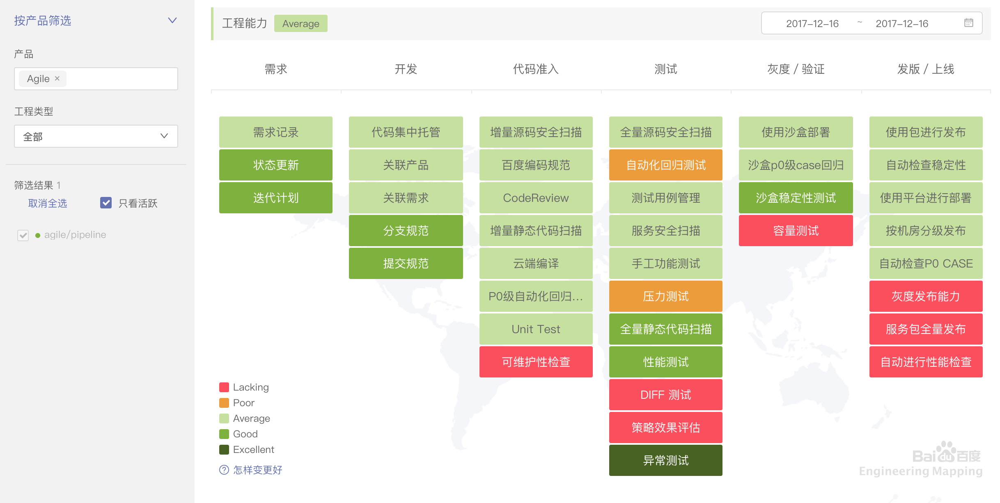 按产品筛选
产品
Agile ×
工程类型
全部
筛选结果 1
取消全选 只看活跃
agile/pipeline
工程能力 Average
2017-12-16 ~ 2017-12-16
需求 开发 代码准入 测试 灰度 / 验证 发版 / 上线
需求记录
状态更新
迭代计划
代码集中托管
关联产品
关联需求
分支规范
提交规范
增量源码安全扫描
百度编码规范
CodeReview
增量静态代码扫描
云端编译
P0级自动化回归...
Unit Test
可维护性检查
全量源码安全扫描
自动化回归测试
测试用例管理
服务安全扫描
手工功能测试
压力测试
全量静态代码扫描
性能测试
DIFF 测试
策略效果评估
异常测试
使用沙盒部署
沙盒p0级case回归
沙盒稳定性测试
容量测试
使用包进行发布
自动检查稳定性
使用平台进行部署
按机房分级发布
自动检查P0 CASE
灰度发布能力
服务包全量发布
自动进行性能检查
Lacking
Poor
Average
Good
Excellent
? 怎样变更好
Baidu百度
Engineering Mapping